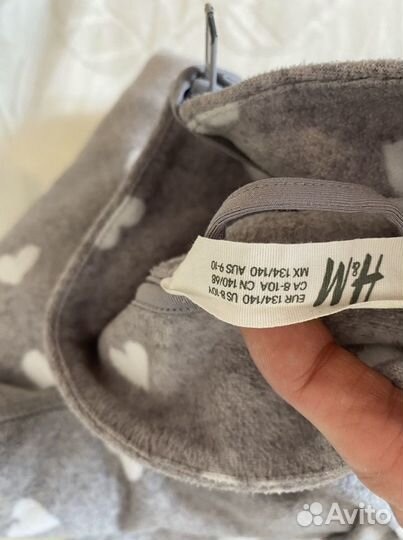 H&M
EUR 134/140 US 8-10Y
CA 8-10A CN 140/68
MX 134/140 AUS 9-10
Avito